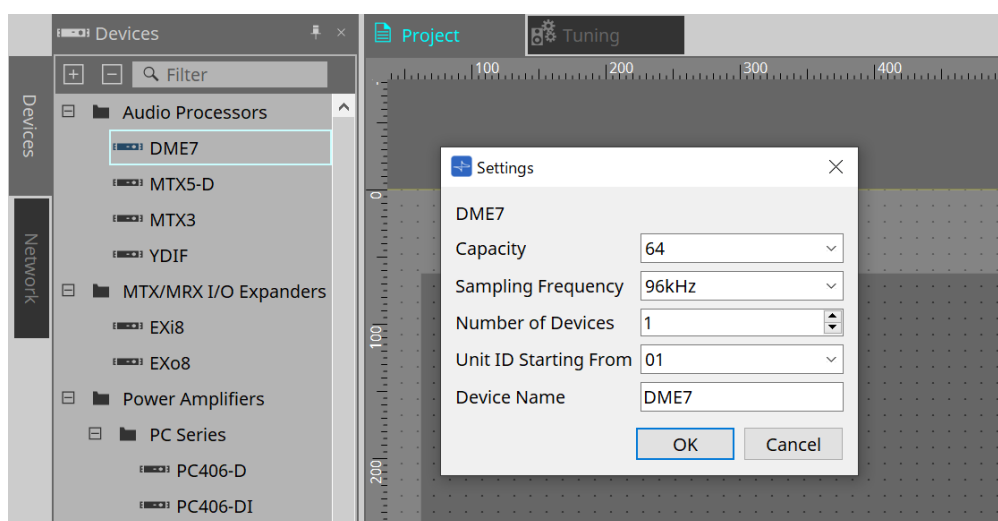 Devices
Project
Tuning
Filter
100
200
300
400
Devices
Network
Audio Processors
DME7
MTX5-D
MTX3
YDIF
MTX/MRX I/O Expanders
EXi8
EXo8
Power Amplifiers
PC Series
PC406-D
PC406-DI
0
100
200
Settings
DME7
Capacity 64
Sampling Frequency 96kHz
Number of Devices 1
Unit ID Starting From 01
Device Name DME7
OK Cancel